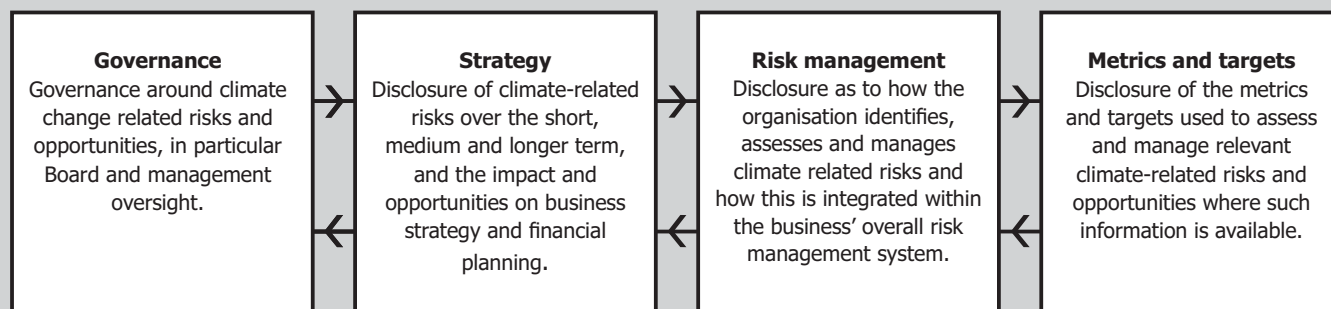 Governance
Governance around climate
change related risks and
opportunities, in particular
Board and management
oversight.
Strategy
Disclosure of climate-related
risks over the short,
medium and longer term,
and the impact and
opportunities on business
strategy and financial
planning.
Risk management
Disclosure as to how the
organisation identifies,
assesses and manages
climate related risks and
how this is integrated within
the business’ overall risk
management system.
Metrics and targets
Disclosure of the metrics
and targets used to assess
and manage relevant
climate-related risks and
opportunities where such
information is available.